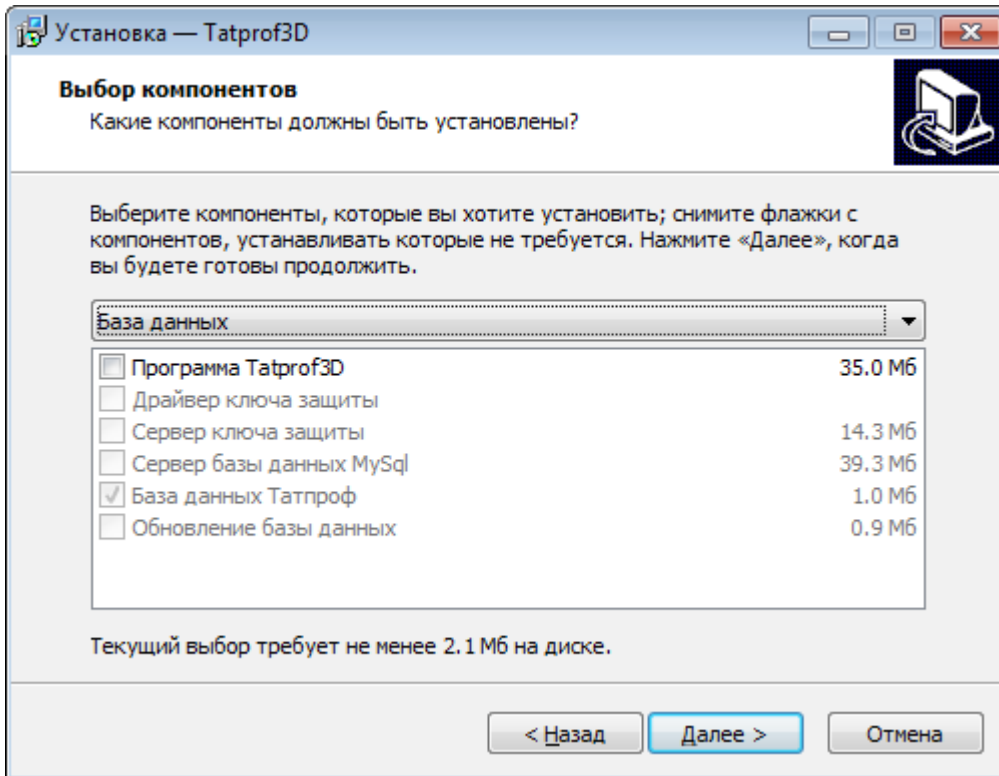 Установка — Tatprof3D
Выбор компонентов
Какие компоненты должны быть установлены?
Выберите компоненты, которые вы хотите установить; снимите флажки с
компонентов, устанавливать которые не требуется. Нажмите «Далее», когда
вы будете готовы продолжить.
База данных
Программа Tatprof3D 35.0 Мб
Драйвер ключа защиты
Сервер ключа защиты 14.3 Мб
Сервер базы данных MySql 39.3 Мб
База данных Татпроф 1.0 Мб
Обновление базы данных 0.9 Мб
Текущий выбор требует не менее 2.1 Мб на диске.
< Назад Далее > Отмена